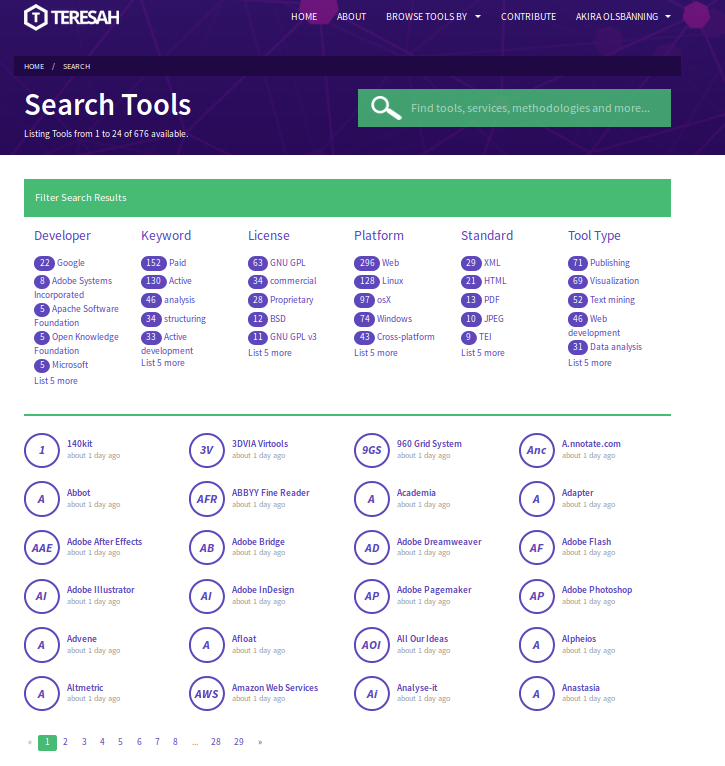 TERESAH
HOME ABOUT BROWSE TOOLS BY CONTRIBUTE AKIRA OLSBÄNNING
HOME / SEARCH
Search Tools
Find tools, services, methodologies and more...
Listing Tools from 1 to 24 of 676 available.
Filter Search Results
Developer
22 Google
8 Adobe Systems
Incorporated
5 Apache Software
Foundation
5 Open Knowledge
Foundation
5 Microsoft
List 5 more
Keyword
152 Paid
130 Active
46 analysis
34 structuring
33 Active
development
List 5 more
License
63 GNU GPL
34 commercial
28 Proprietary
12 BSD
11 GNU GPL v3
List 5 more
Platform
296 Web
128 Linux
97 osX
74 Windows
43 Cross-platform
List 5 more
Standard
29 XML
21 HTML
13 PDF
10 JPEG
9 TEI
List 5 more
Tool Type
71 Publishing
69 Visualization
52 Text mining
46 Web
development
31 Data analysis
List 5 more
1 140kit
about 1 day ago
3V 3DVIA Virtools
about 1 day ago
9GS 960 Grid System
about 1 day ago
Anc A.nnotate.com
about 1 day ago
A Abbot
about 1 day ago
AFR ABBYY Fine Reader
about 1 day ago
A Academia
about 1 day ago
A Adapter
about 1 day ago
AAE Adobe After Effects
about 1 day ago
AB Adobe Bridge
about 1 day ago
AD Adobe Dreamweaver
about 1 day ago
AF Adobe Flash
about 1 day ago
AI Adobe Illustrator
about 1 day ago
AI Adobe InDesign
about 1 day ago
AP Adobe Pagemaker
about 1 day ago
AP Adobe Photoshop
about 1 day ago
A Advene
about 1 day ago
A Afloat
about 1 day ago
AOI All Our Ideas
about 1 day ago
A Alpheios
about 1 day ago
A Altmetric
about 1 day ago
AWS Amazon Web Services
about 1 day ago
Ai Analyse-it
about 1 day ago
A Anastasia
about 1 day ago
« 1 2 3 4 5 6 7 8 ... 28 29 »